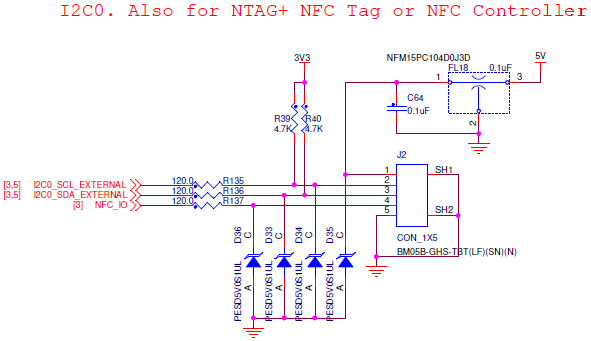 I2C0. Also for NTAG+ NFC Tag or NFC Controller
3V3
NFM15PC104D0J3D
5V
FL18
0.1uF
1
3
C64
0.1uF
2
R39
4.7K
R40
4.7K
J2
[3,5] I2C0_SCL_EXTERNAL
120.0
R135
[3,5] I2C0_SDA_EXTERNAL
120.0
R136
[3] NFC_IO
120.0
R137
1
2
3
4
5
SH1
SH2
CON_1X5
BM05B-GHS-TBT(LF)(SN)(N)
D36
C
PESD5V0S1UL
A
D33
C
PESD5V0S1UL
A
D34
C
PESD5V0S1UL
A
D35
C
PESD5V0S1UL
A